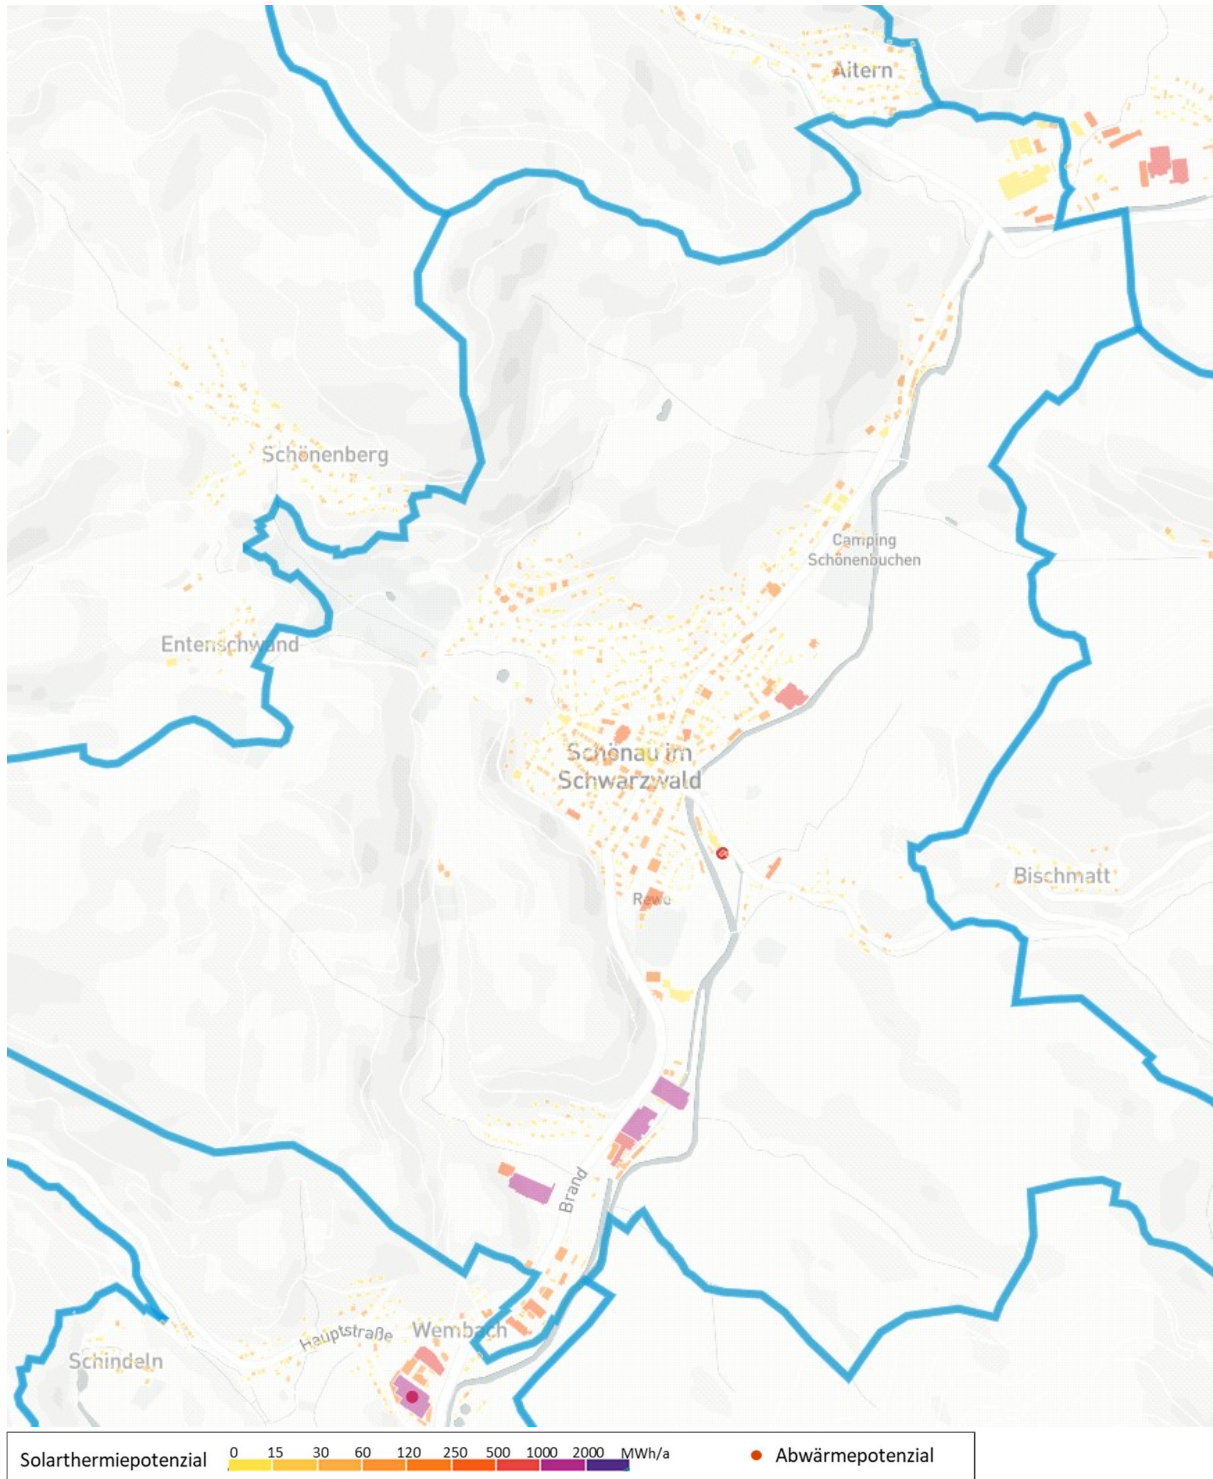 Aitern
Schönenberg
Camping
Schönenbuchen
Entenschwand
Schönau im
Schwarzwald
Bischmatt
Brand
Wembach
Hauptstraße
Schindeln
Solarthermiepotenzial 0 15 30 60 120 250 500 1000 2000 MWh/a Abwärmepotenzial